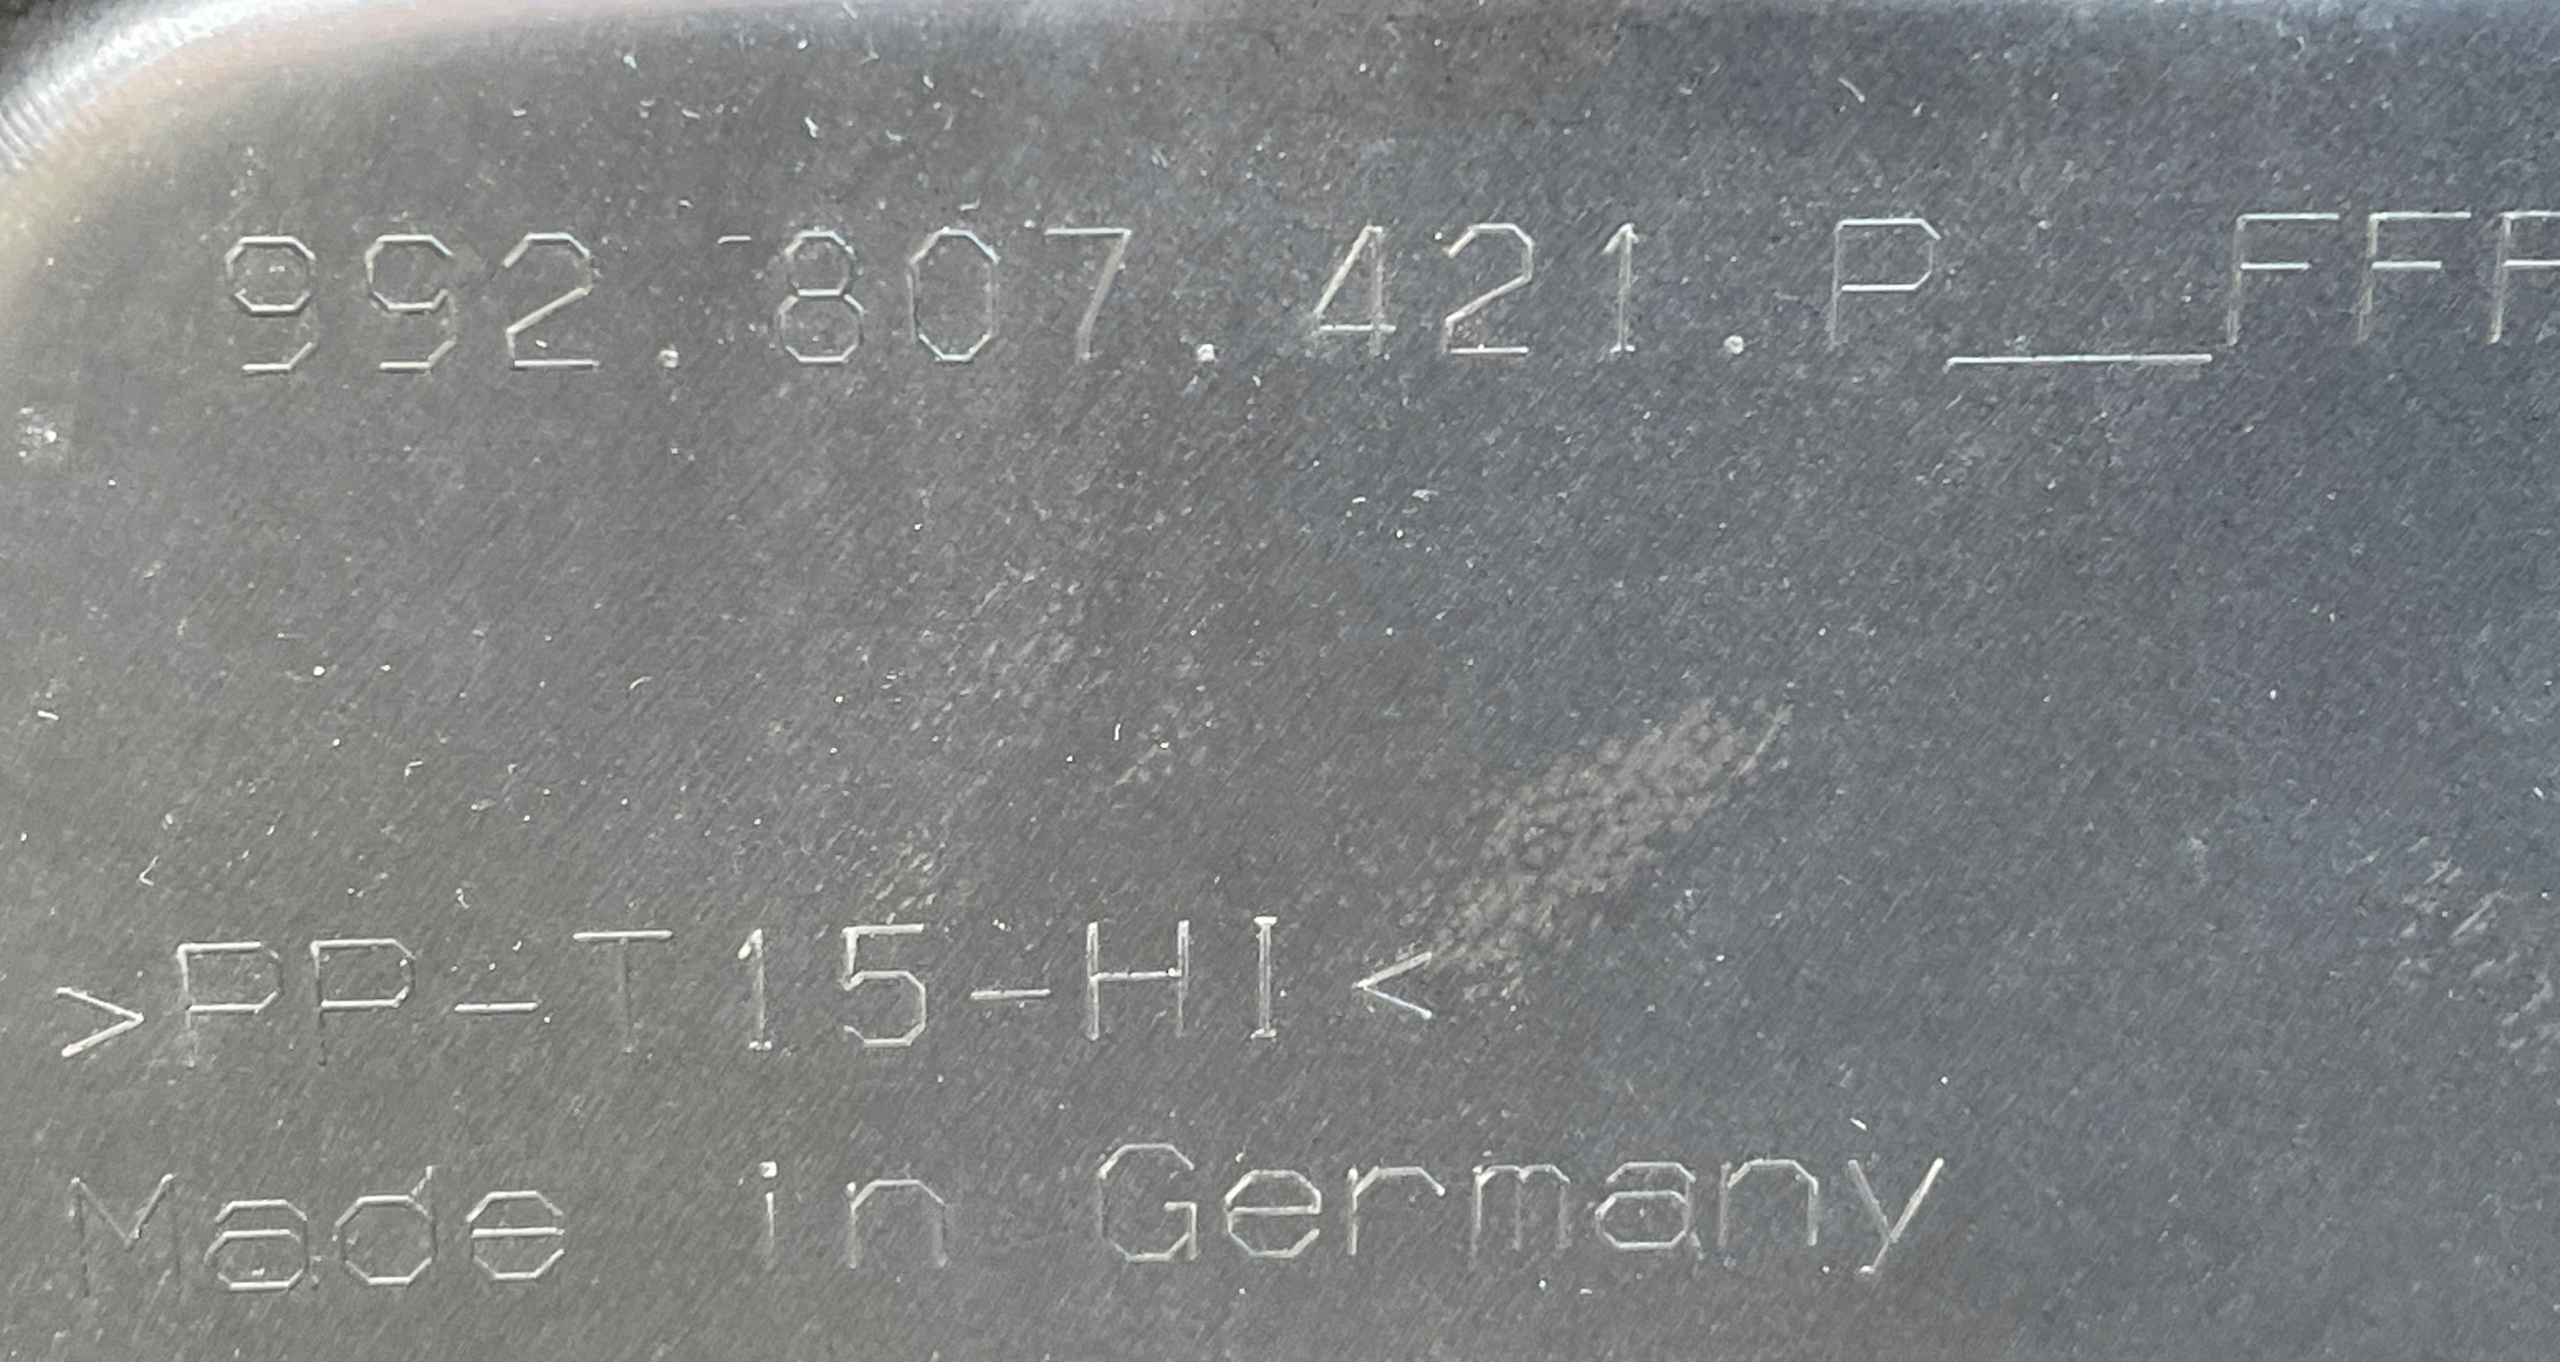 992.807.421.P__FFF
>PP-T15-HI<
Made in Germany